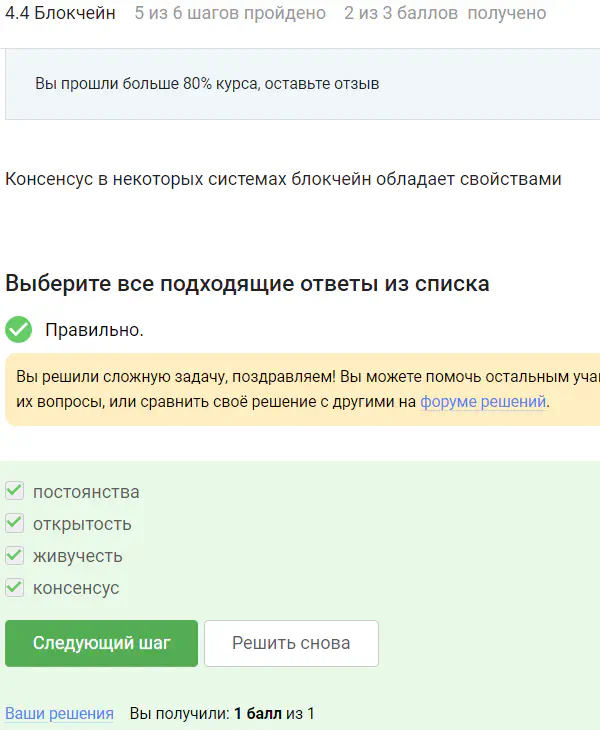 4.4 Блокчейн 5 из 6 шагов пройдено 2 из 3 баллов получено
Вы прошли больше 80% курса, оставьте отзыв
Консенсус в некоторых системах блокчейн обладает свойствами
Выберите все подходящие ответы из списка
Правильно.
Вы решили сложную задачу, поздравляем! Вы можете помочь остальным
их вопросы, или сравнить своё решение с другими на форуме решений.
постоянства
открытость
живучесть
консенсус
Следующий шаг Решить снова
Ваши решения Вы получили: 1 балл из 1